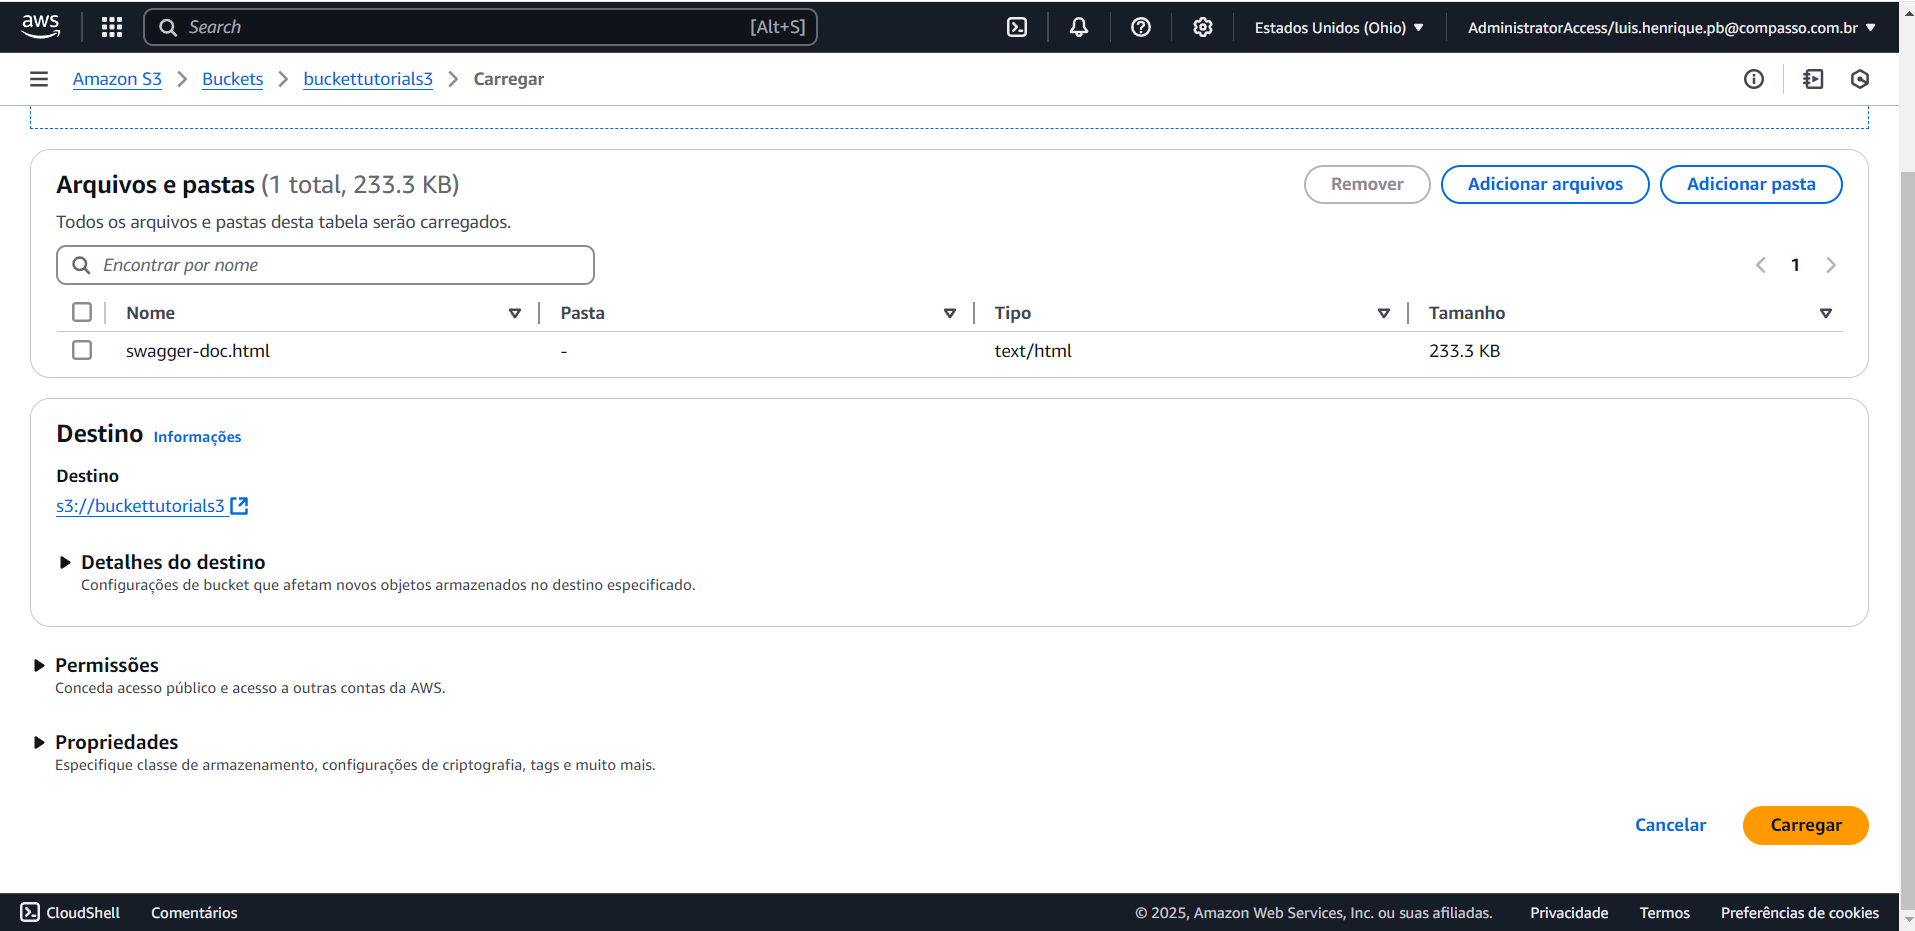 aws
Search [Alt+S]
Estados Unidos (Ohio)
AdministratorAccess/luis.henrique.pb@compasso.com.br
Amazon S3 > Buckets > buckettutorials3 > Carregar
Arquivos e pastas (1 total, 233.3 KB)
Remover
Adicionar arquivos
Adicionar pasta
Todos os arquivos e pastas desta tabela serão carregados.
Encontrar por nome
1
Nome Pasta Tipo Tamanho
swagger-doc.html - text/html 233.3 KB
Destino Informações
Destino
s3://buckettutorials3
Detalhes do destino
Configurações de bucket que afetam novos objetos armazenados no destino especificado.
Permissões
Conceda acesso público e acesso a outras contas da AWS.
Propriedades
Especifique classe de armazenamento, configurações de criptografia, tags e muito mais.
Cancelar
Carregar
CloudShell Comentários © 2025, Amazon Web Services, Inc. ou suas afiliadas. Privacidade Termos Preferências de cookies